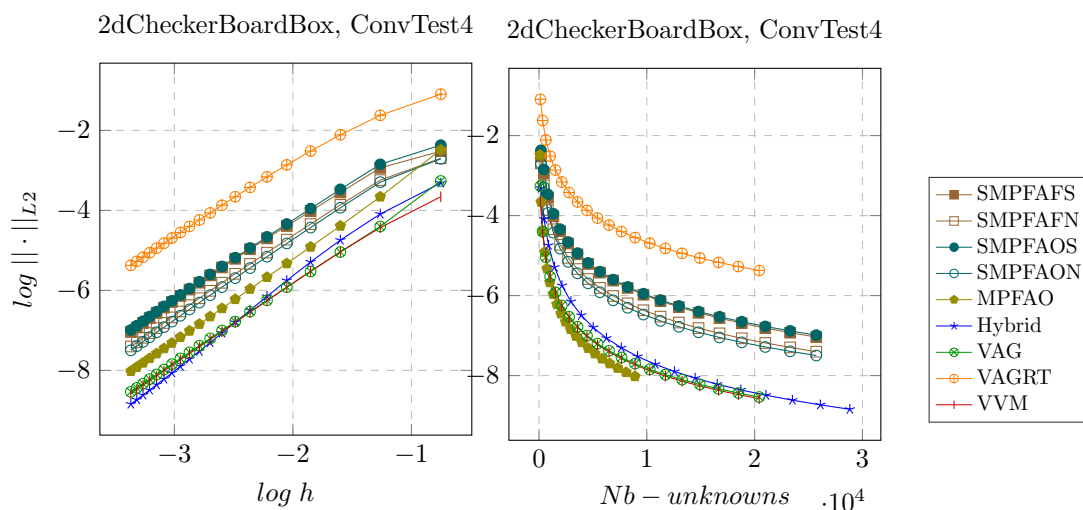 2dCheckerBoardBox, ConvTest4
2dCheckerBoardBox, ConvTest4
−2
−4
−6
−8
−3
−2
−1
log h
log || · ||L2
−2
−4
−6
−8
0
1
2
3
·10^4
Nb − unknowns
SMPFAFS
SMPFAFN
SMPFAOS
SMPFAON
MPFAO
Hybrid
VAG
VAGRT
VVM